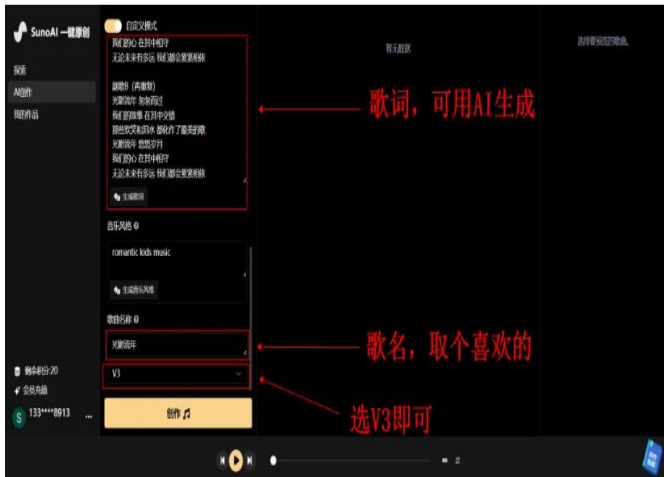 SunoAI 一键原创
探索
AI创作
我的作品
剩余积分:20
会员充值
S
133****8913
...
自定义模式
我们的心 在其中相守
无论未来有多远 我们都会紧紧相依
副歌B (再重复)
光影流年 匆匆而过
我们的故事 在其中交错
那些欢笑和泪水 都化作了最美的歌
光影流年 悠悠岁月
我们的心 在其中相守
无论未来有多远 我们都会紧紧相依
生成歌词
音乐风格
romantic kids music
生成音乐风格
歌曲名称
光影流年
V3
创作
暂无数据
选择要预览的歌曲。
歌词，可用AI生成
歌名，取个喜欢的
选V3即可